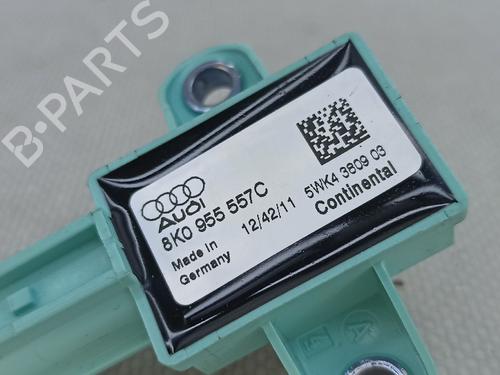 B-PARTS
AUDI
8K0 955 557C
Made in
Germany
12/42/11
5WK4 3809 03
Continental
A